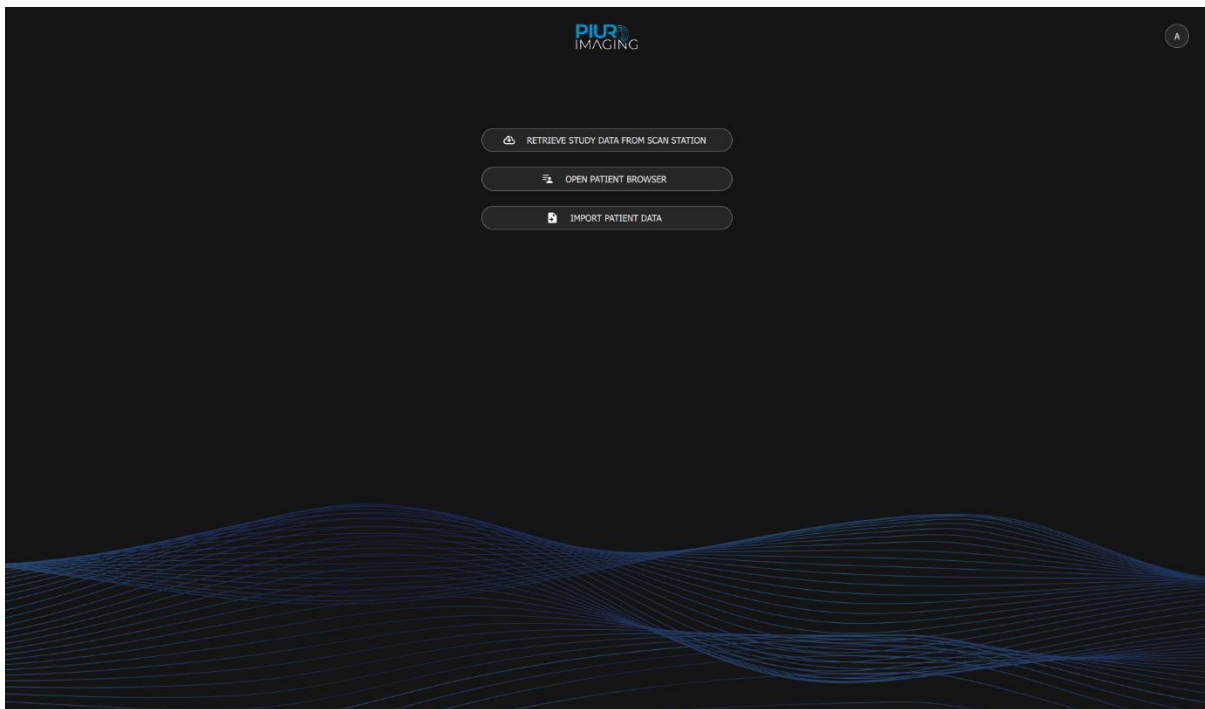 PIUR
IMAGING
A
RETRIEVE STUDY DATA FROM SCAN STATION
OPEN PATIENT BROWSER
IMPORT PATIENT DATA